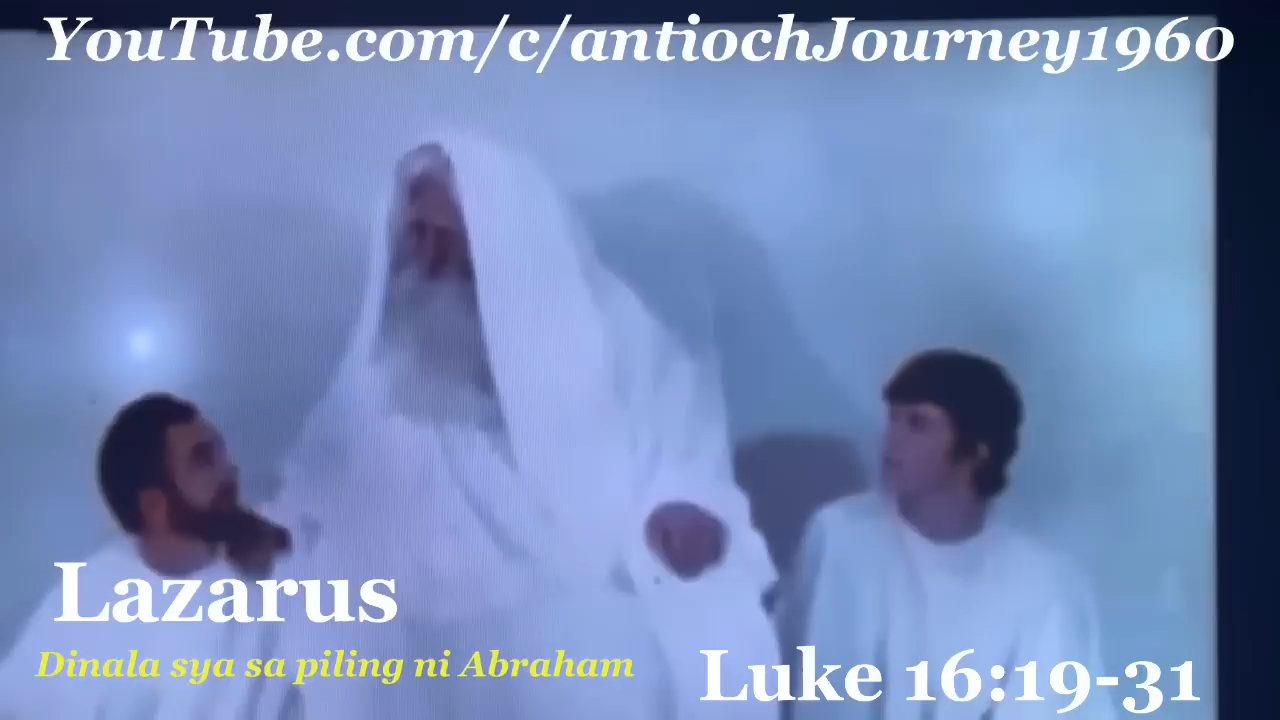 YouTube.com/c/antiochJourney1960
Lazarus
Dinala sya sa piling ni Abraham
Luke 16:19-31